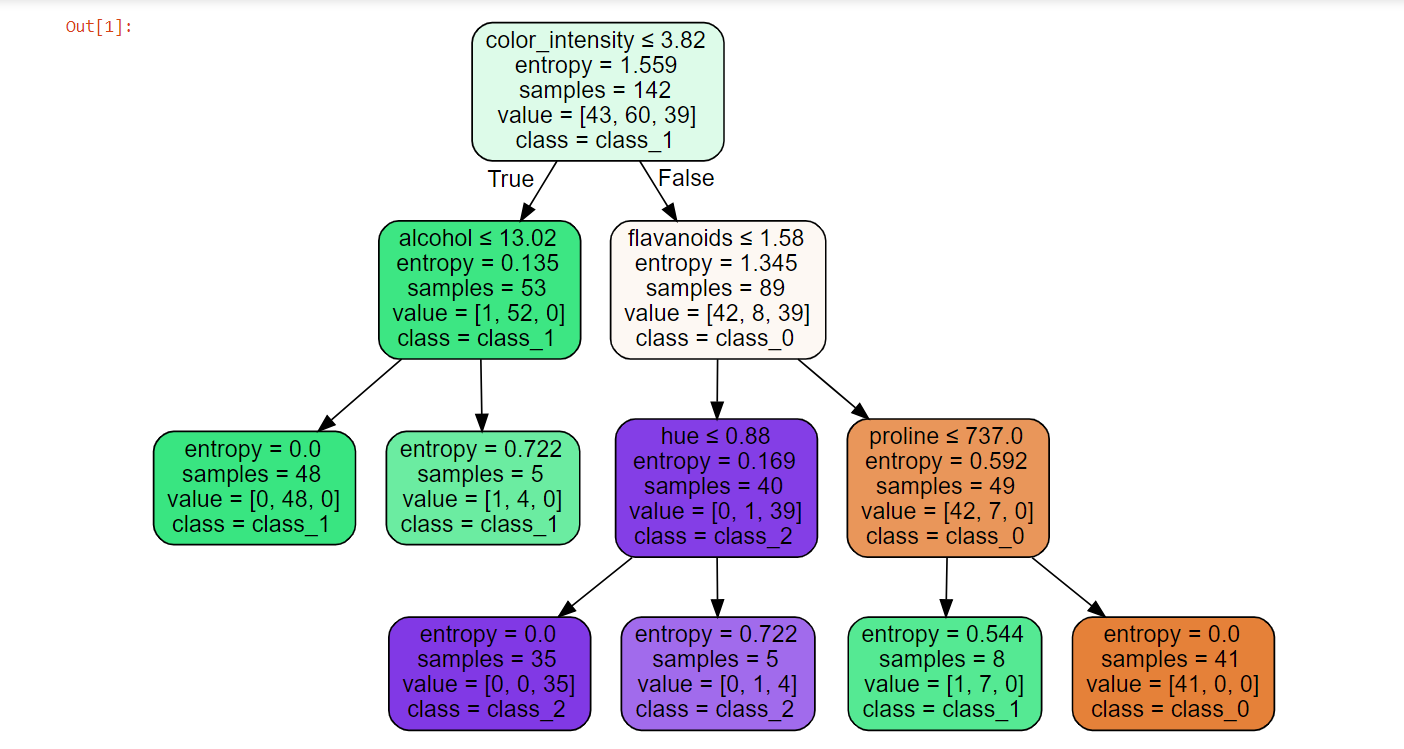 Out[1]:
color_intensity ≤ 3.82
entropy = 1.559
samples = 142
value = [43, 60, 39]
class = class_1
True
False
alcohol ≤ 13.02
entropy = 0.135
samples = 53
value = [1, 52, 0]
class = class_1
flavanoids ≤ 1.58
entropy = 1.345
samples = 89
value = [42, 8, 39]
class = class_0
entropy = 0.0
samples = 48
value = [0, 48, 0]
class = class_1
entropy = 0.722
samples = 5
value = [1, 4, 0]
class = class_1
hue ≤ 0.88
entropy = 0.169
samples = 40
value = [0, 1, 39]
class = class_2
proline ≤ 737.0
entropy = 0.592
samples = 49
value = [42, 7, 0]
class = class_0
entropy = 0.0
samples = 35
value = [0, 0, 35]
class = class_2
entropy = 0.722
samples = 5
value = [0, 1, 4]
class = class_2
entropy = 0.544
samples = 8
value = [1, 7, 0]
class = class_1
entropy = 0.0
samples = 41
value = [41, 0, 0]
class = class_0